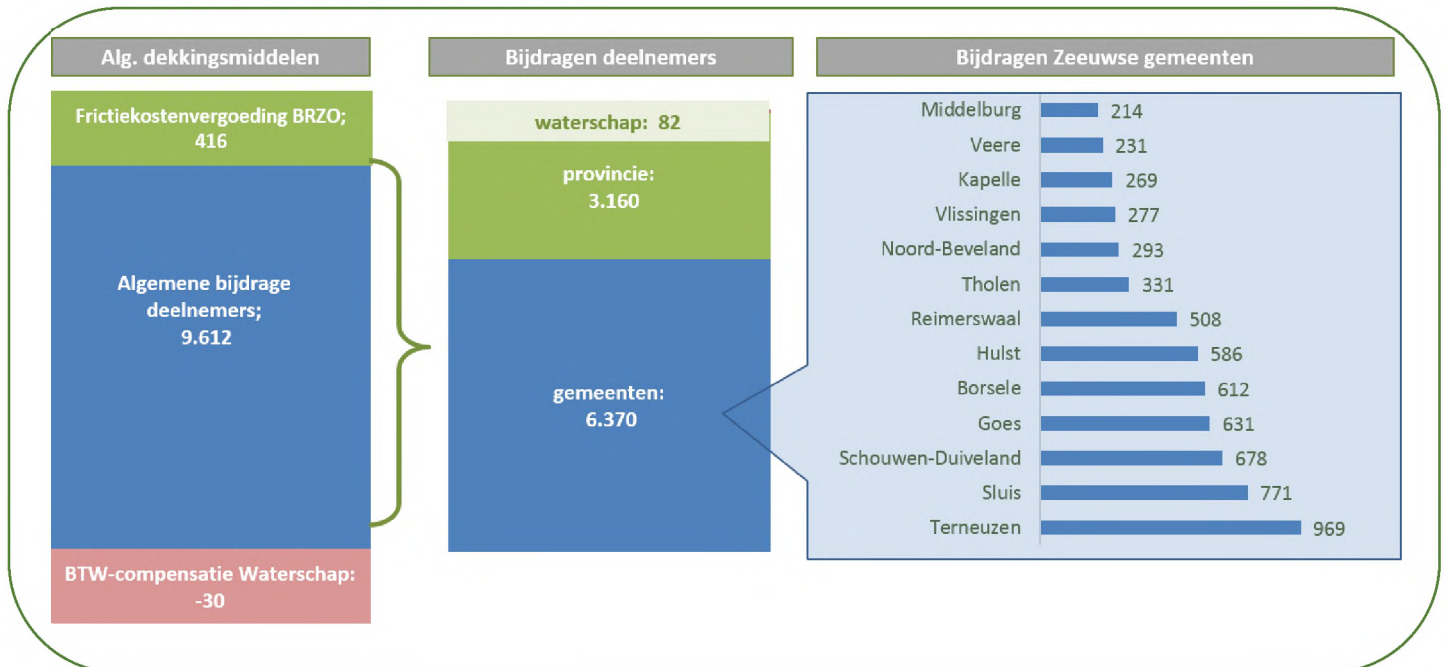 Alg. dekkingsmiddelen
Frictiekostenvergoeding BRZO;
416
Algemene bijdrage
deelnemers;
9.612
BTW-compensatie Waterschap:
-30
Bijdragen deelnemers
waterschap: 82
provincie:
3.160
gemeenten:
6.370
Bijdragen Zeeuwse gemeenten
Middelburg 214
Veere 231
Kapelle 269
Vlissingen 277
Noord-Beveland 293
Tholen 331
Reimerswaal 508
Hulst 586
Borsele 612
Goes 631
Schouwen-Duiveland 678
Sluis 771
Terneuzen 969